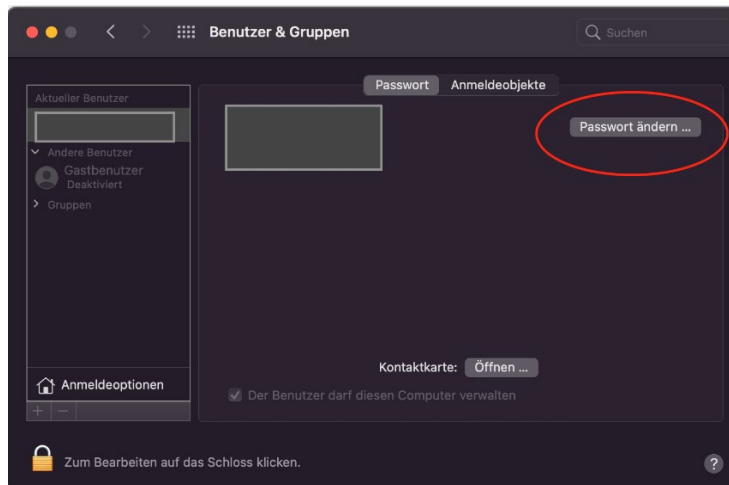 Benutzer & Gruppen
Suchen
Passwort Anmeldeobjekte
Aktueller Benutzer
Passwort ändern ...
Andere Benutzer
Gastbenutzer
Deaktiviert
Gruppen
Kontaktkarte: Öffnen ...
Anmeldeoptionen
Der Benutzer darf diesen Computer verwalten
+ −
Zum Bearbeiten auf das Schloss klicken.
?